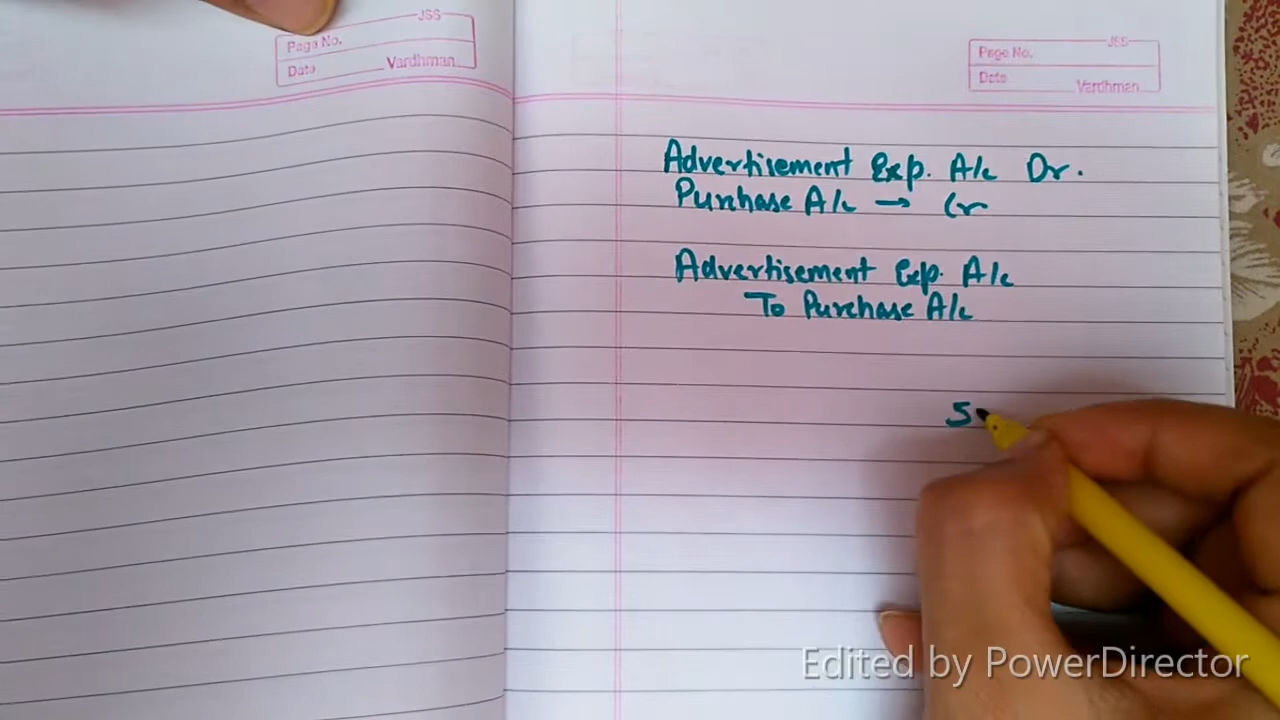 JSS
Page No.
Date
Vardhman
JSS
Page No.
Date
Vardhman
Advertisement Exp. A/c Dr.
Purchase A/c → Cr
Advertisement Exp. A/c
To Purchase A/c
5
Edited by PowerDirector